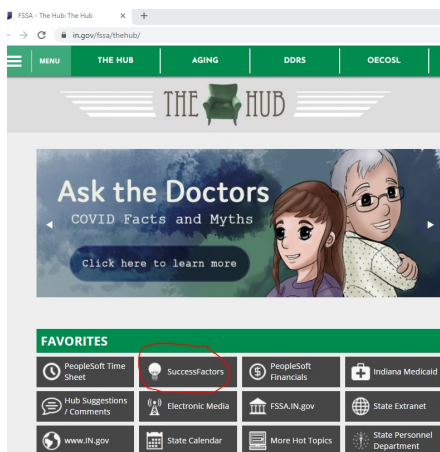 FSSA - The Hub: The Hub
in.gov/fssa/thehub/
MENU THE HUB AGING DDRS OECOSL
THE HUB
Ask the Doctors
COVID Facts and Myths
Click here to learn more
FAVORITES
PeopleSoft Time Sheet
SuccessFactors
PeopleSoft Financials
Indiana Medicaid
Hub Suggestions / Comments
Electronic Media
FSSA.IN.gov
State Extranet
www.IN.gov
State Calendar
More Hot Topics
State Personnel Department